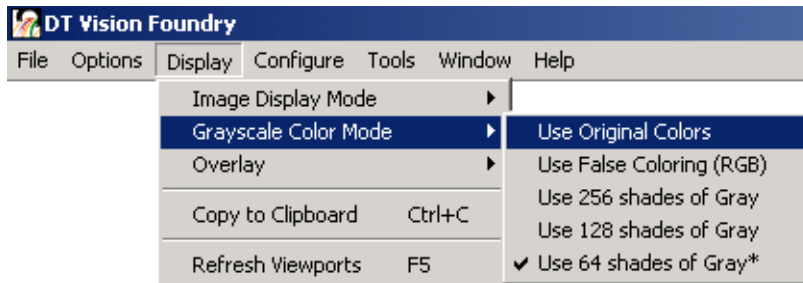 DT Vision Foundry
File Options Display Configure Tools Window Help
Image Display Mode
Grayscale Color Mode
Overlay
Copy to Clipboard Ctrl+C
Refresh Viewports F5
Use Original Colors
Use False Coloring (RGB)
Use 256 shades of Gray
Use 128 shades of Gray
Use 64 shades of Gray*